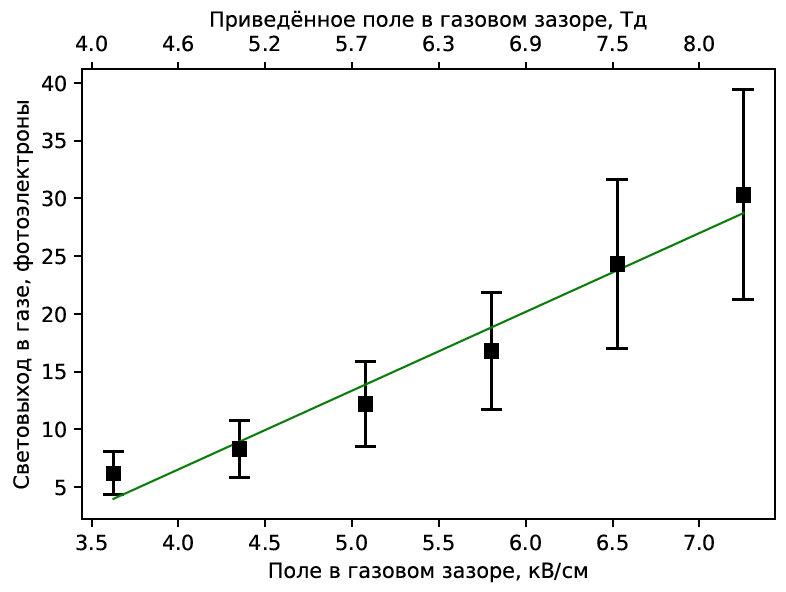 Приведённое поле в газовом зазоре, Тд
4.0 4.6 5.2 5.7 6.3 6.9 7.5 8.0
Световыход в газе, фотоэлектроны
40
35
30
25
20
15
10
5
3.5 4.0 4.5 5.0 5.5 6.0 6.5 7.0
Поле в газовом зазоре, кВ/см